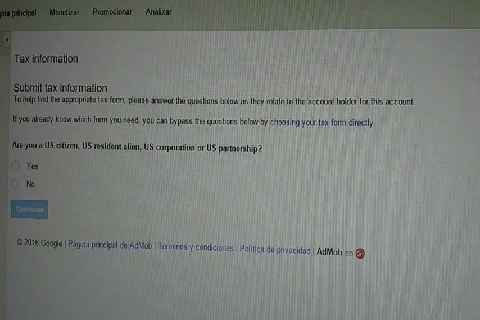 gina principal Monetizar Promocionar Analizar
Tax information
Submit tax information
To help find the appropriate tax form, please answer the questions below as they relate to the account holder for this account.
If you already know which form you need, you can bypass the questions below by choosing your tax form directly.
Are you a US citizen, US resident alien, US corporation or US partnership?
Yes
No
Continue
© 2016 Google | Página principal de AdMob | Términos y condiciones | Política de privacidad | AdMob en G+